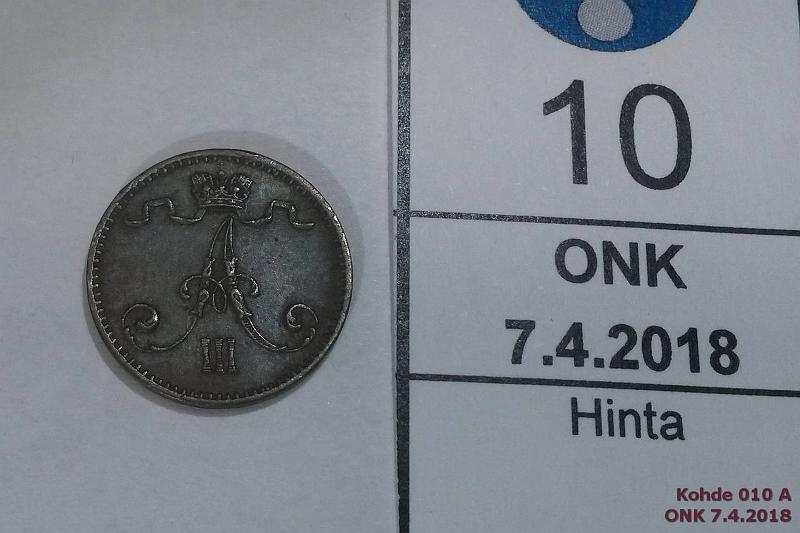 10
ONK
7.4.2018
Hinta
A
III
Kohde 010 A
ONK 7.4.2018